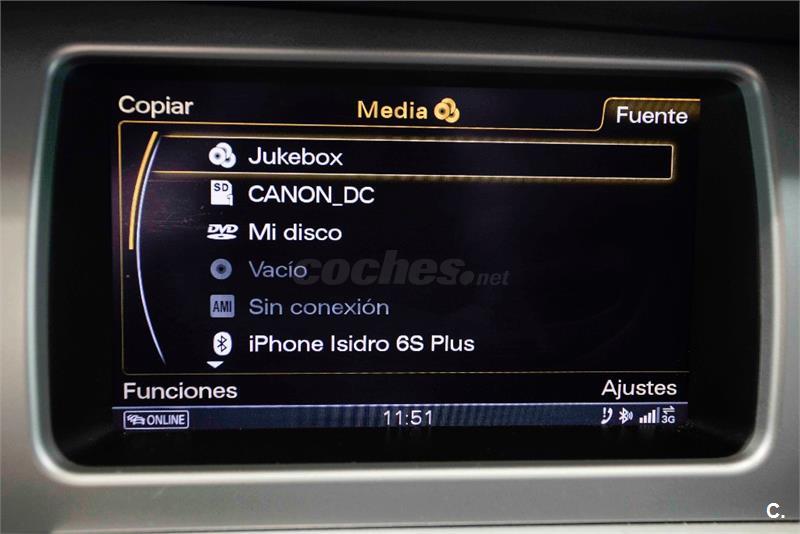 Copiar
Media
Fuente
Jukebox
SD
1
CANON_DC
DVD
Mi disco
Vacío
coches.net
AMI
Sin conexión
iPhone Isidro 6S Plus
Funciones
Ajustes
ONLINE
11:51
3G
C.